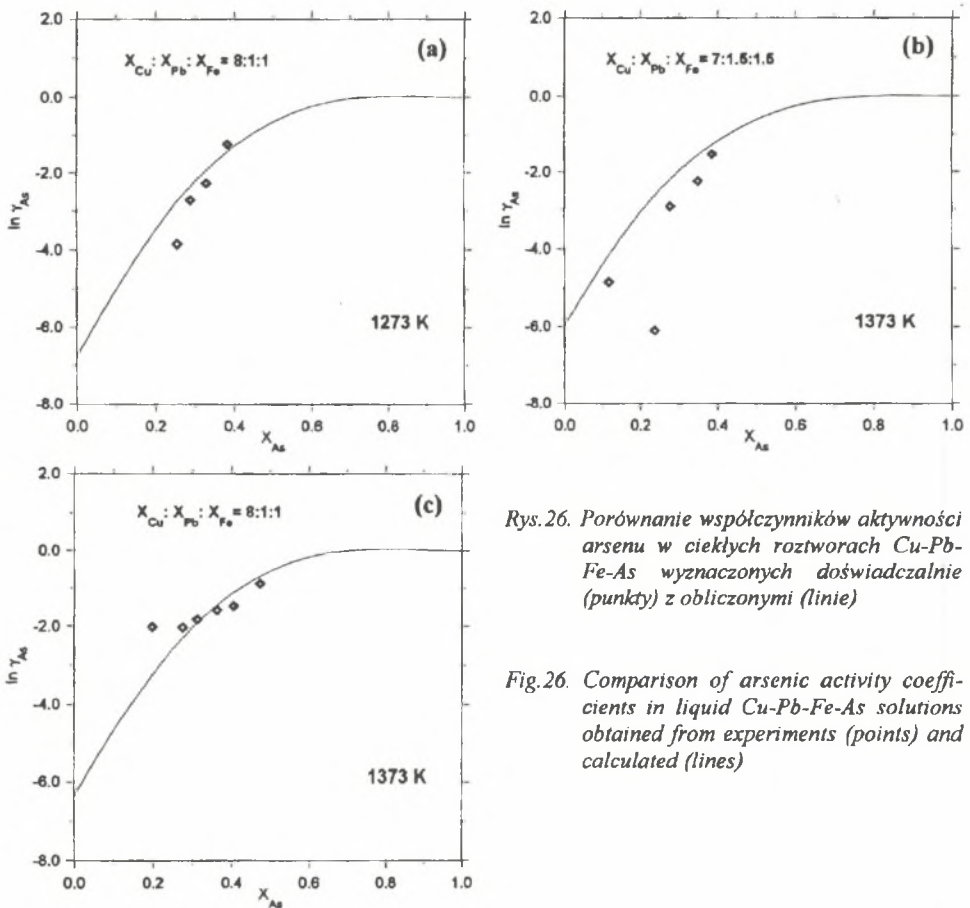 (a)
X_Cu : X_Pb : X_Fe = 8:1:1
2.0
0.0
-2.0
-4.0
-6.0
-8.0
ln γ_As
1273 K
0.0 0.2 0.4 0.6 0.8 1.0
X_As
(b)
X_Cu : X_Pb : X_Fe = 7:1.5:1.5
2.0
0.0
-2.0
-4.0
-6.0
-8.0
ln γ_As
1373 K
0.0 0.2 0.4 0.6 0.8 1.0
X_As
(c)
X_Cu : X_Pb : X_Fe = 8:1:1
2.0
0.0
-2.0
-4.0
-6.0
-8.0
ln γ_As
1373 K
0.0 0.2 0.4 0.6 0.8 1.0
X_As
Rys.26. Porównanie współczynników aktywności
arsenu w ciekłych roztworach Cu-Pb-
Fe-As wyznaczonych doświadczalnie
(punkty) z obliczonymi (linie)
Fig.26. Comparison of arsenic activity coeffi-
cients in liquid Cu-Pb-Fe-As solutions
obtained from experiments (points) and
calculated (lines)